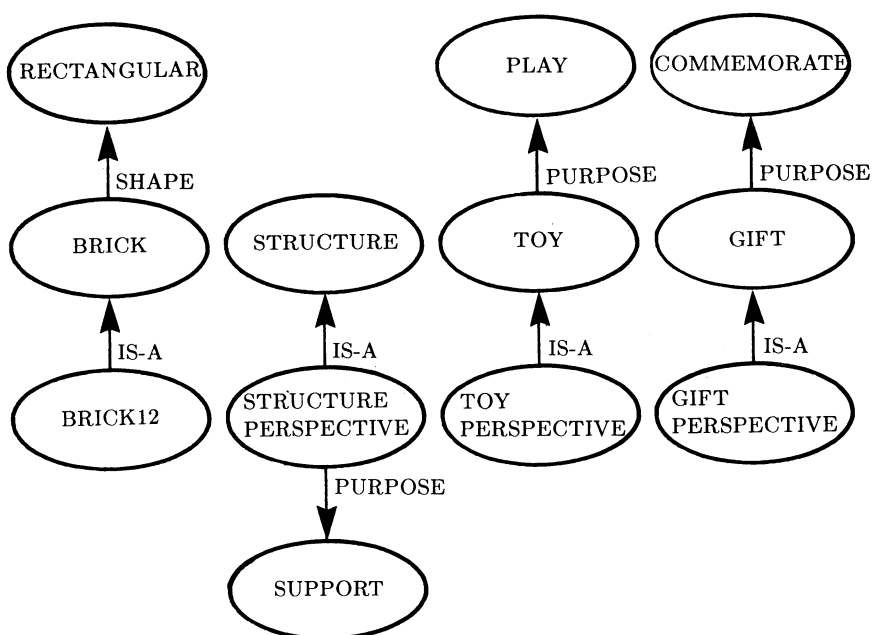 RECTANGULAR
PLAY
COMMEMORATE
SHAPE
PURPOSE
PURPOSE
BRICK
STRUCTURE
TOY
GIFT
IS-A
IS-A
IS-A
IS-A
BRICK12
STRUCTURE
PERSPECTIVE
TOY
PERSPECTIVE
GIFT
PERSPECTIVE
PURPOSE
SUPPORT